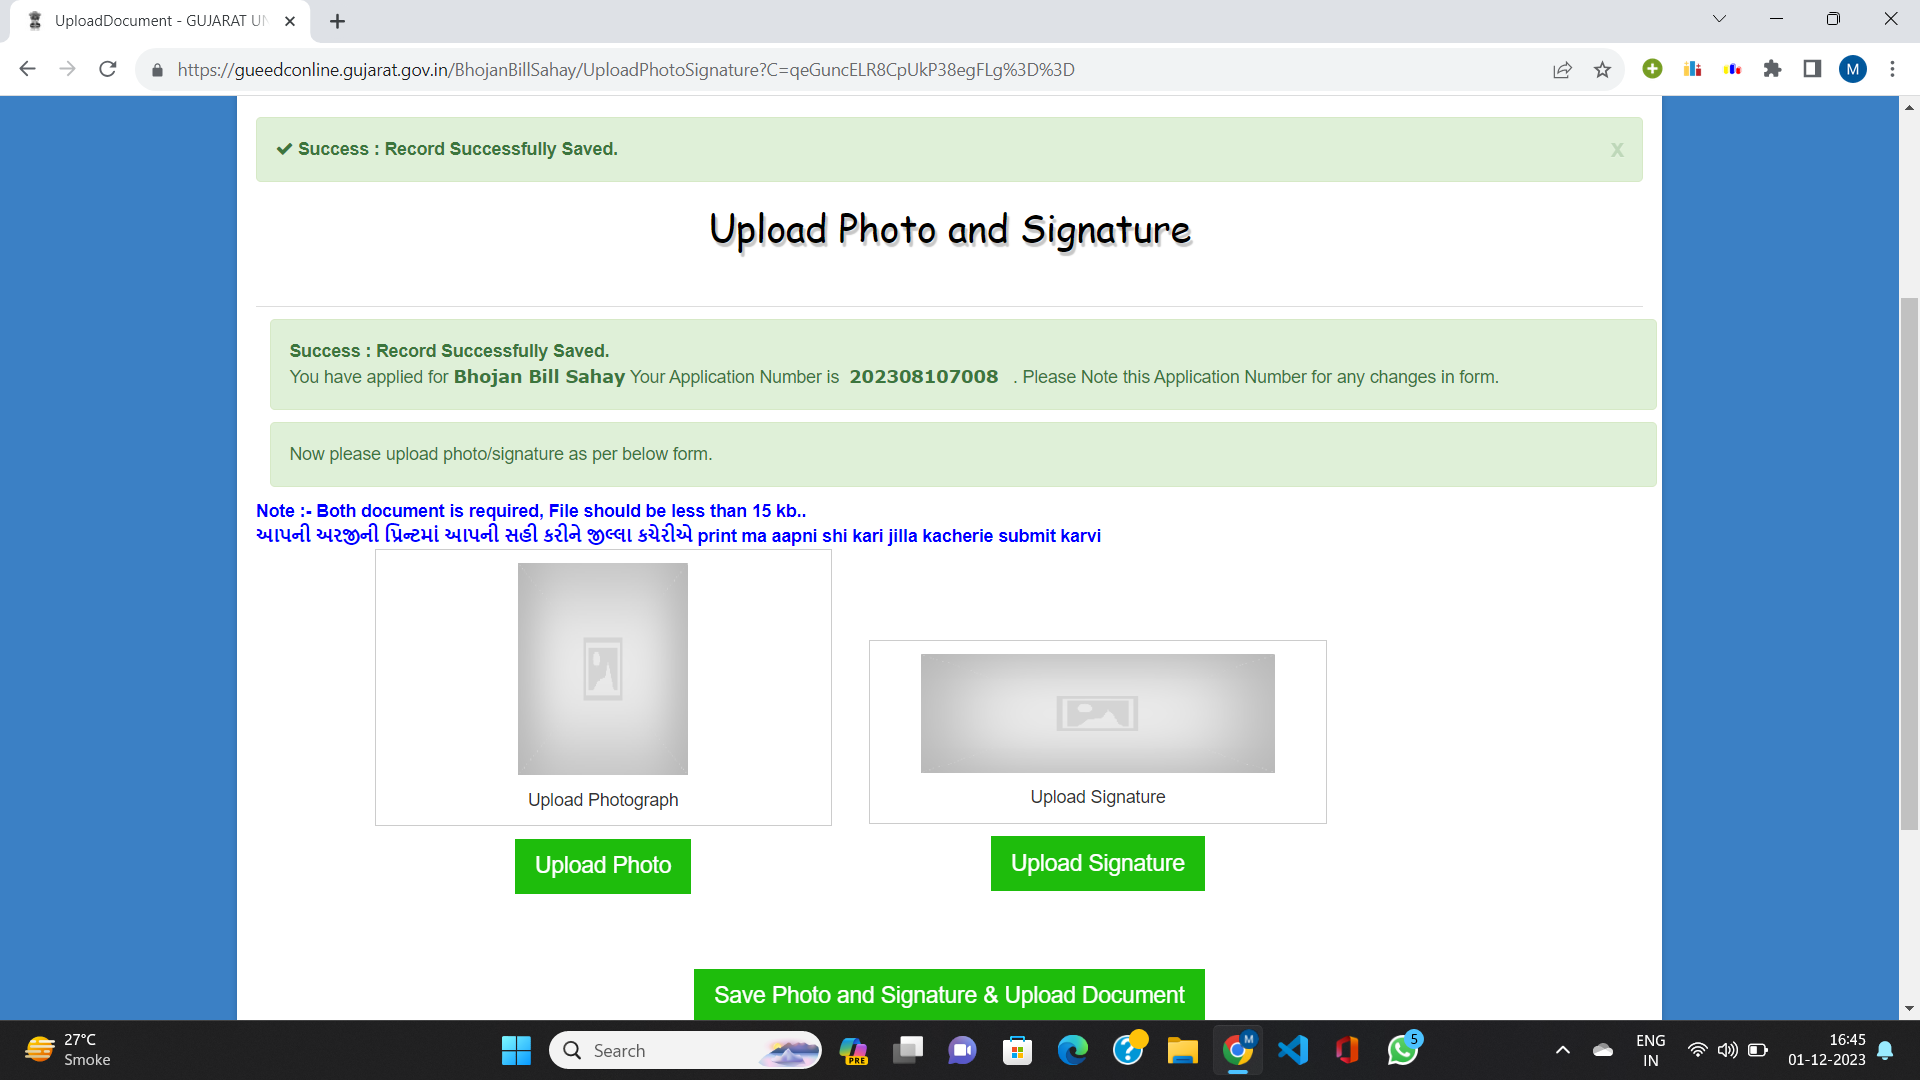 UploadDocument - GUJARAT UN
https://gueedconline.gujarat.gov.in/BhojanBillSahay/UploadPhotoSignature?C=qeGuncELR8CpUkP38egFLg%3D%3D
M
Success : Record Successfully Saved.
X
Upload Photo and Signature
Success : Record Successfully Saved.
You have applied for Bhojan Bill Sahay Your Application Number is 202308107008 . Please Note this Application Number for any changes in form.
Now please upload photo/signature as per below form.
Note :- Both document is required, File should be less than 15 kb..
આપની અરજીની પ્રિન્ટમાં આપની સહી કરીને જીલ્લા કચેરીએ print ma aapni shi kari jilla kacherie submit karvi
Upload Photograph
Upload Signature
Upload Photo
Upload Signature
Save Photo and Signature & Upload Document
27°C
Smoke
Search
PRE
M
5
ENG
IN
16:45
01-12-2023